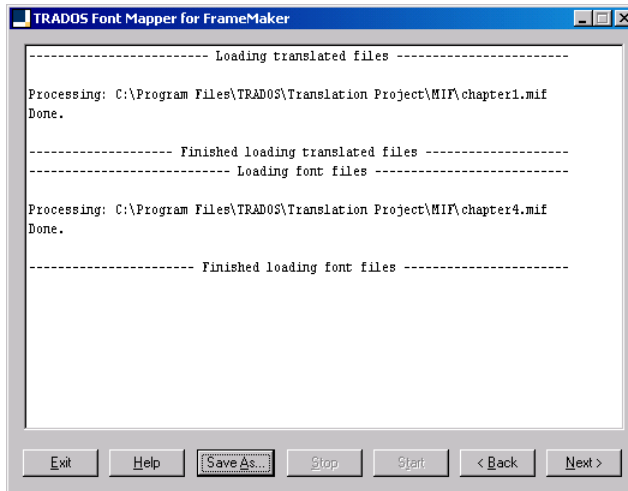 TRADOS Font Mapper for FrameMaker
------------------------- Loading translated files ------------------------
Processing: C:\Program Files\TRADOS\Translation Project\MIF\chapter1.mif
Done.
-------------------- Finished loading translated files --------------------
---------------------------- Loading font files ---------------------------
Processing: C:\Program Files\TRADOS\Translation Project\MIF\chapter4.mif
Done.
----------------------- Finished loading font files -----------------------
Exit Help Save As... Stop Start < Back Next >